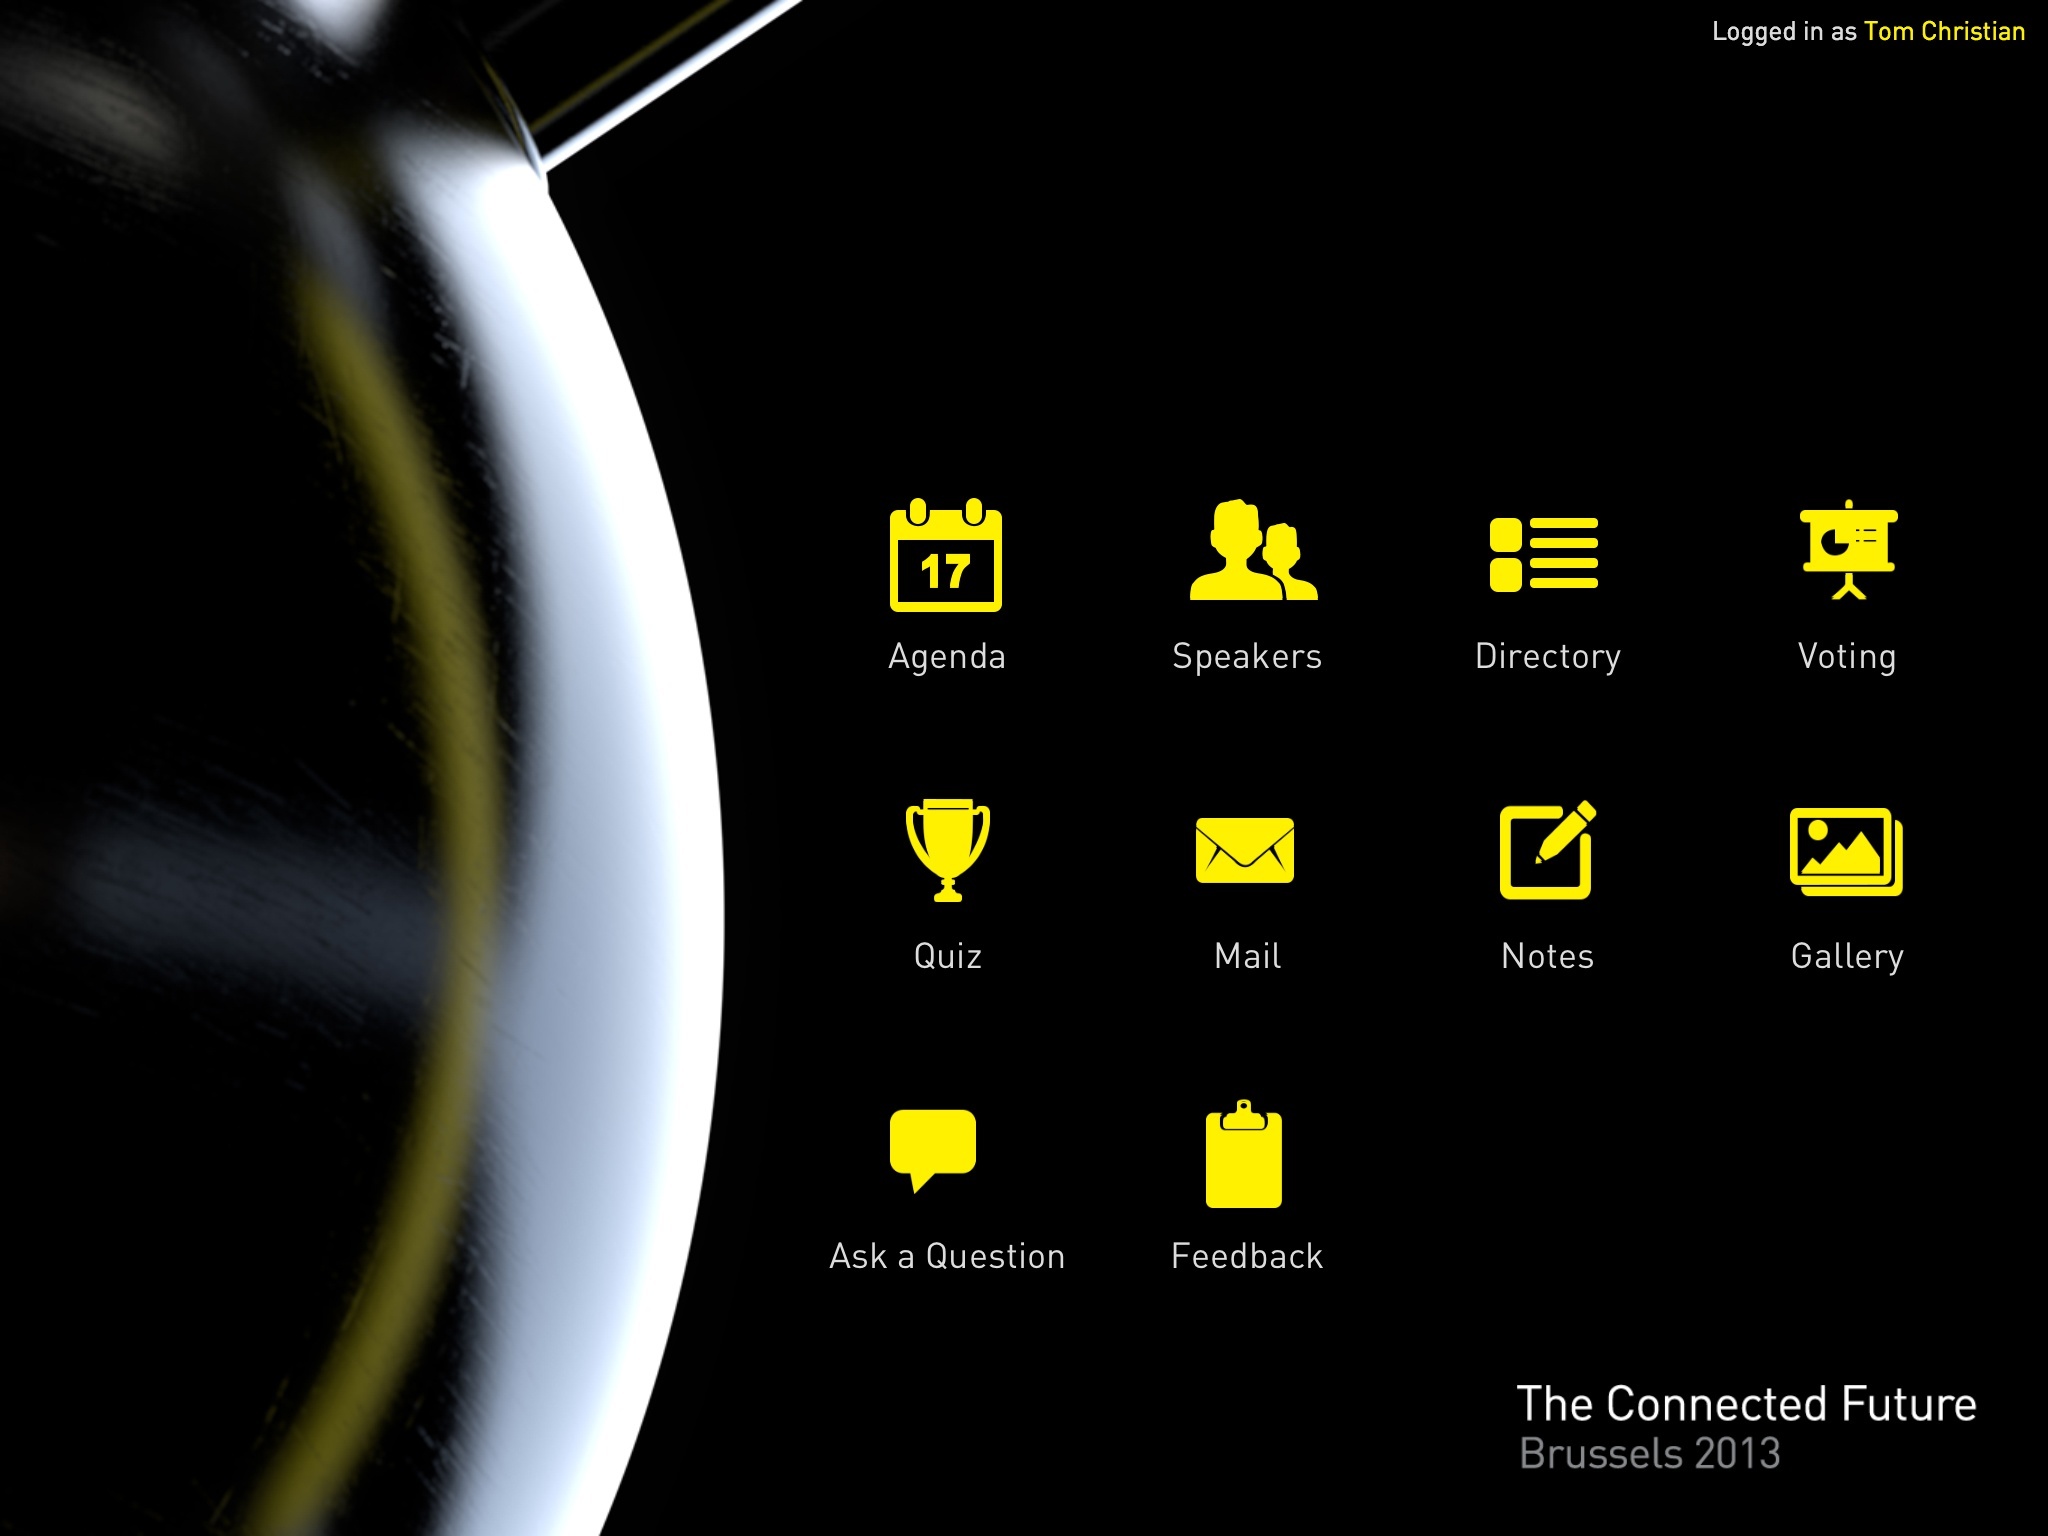 Logged in as Tom Christian
17
Agenda
Speakers
Directory
Voting
Quiz
Mail
Notes
Gallery
Ask a Question
Feedback
The Connected Future
Brussels 2013